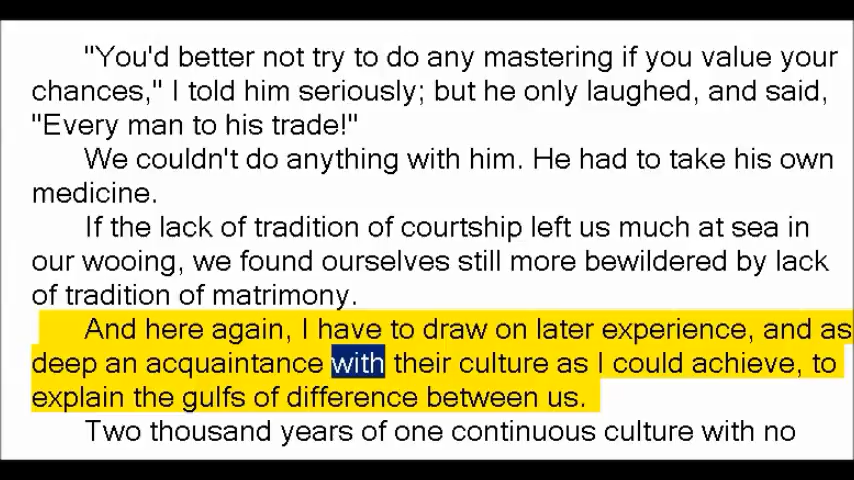 "You'd better not try to do any mastering if you value your
chances," I told him seriously; but he only laughed, and said,
"Every man to his trade!"
We couldn't do anything with him. He had to take his own
medicine.
If the lack of tradition of courtship left us much at sea in
our wooing, we found ourselves still more bewildered by lack
of tradition of matrimony.
And here again, I have to draw on later experience, and as
deep an acquaintance with their culture as I could achieve, to
explain the gulfs of difference between us.
Two thousand years of one continuous culture with no